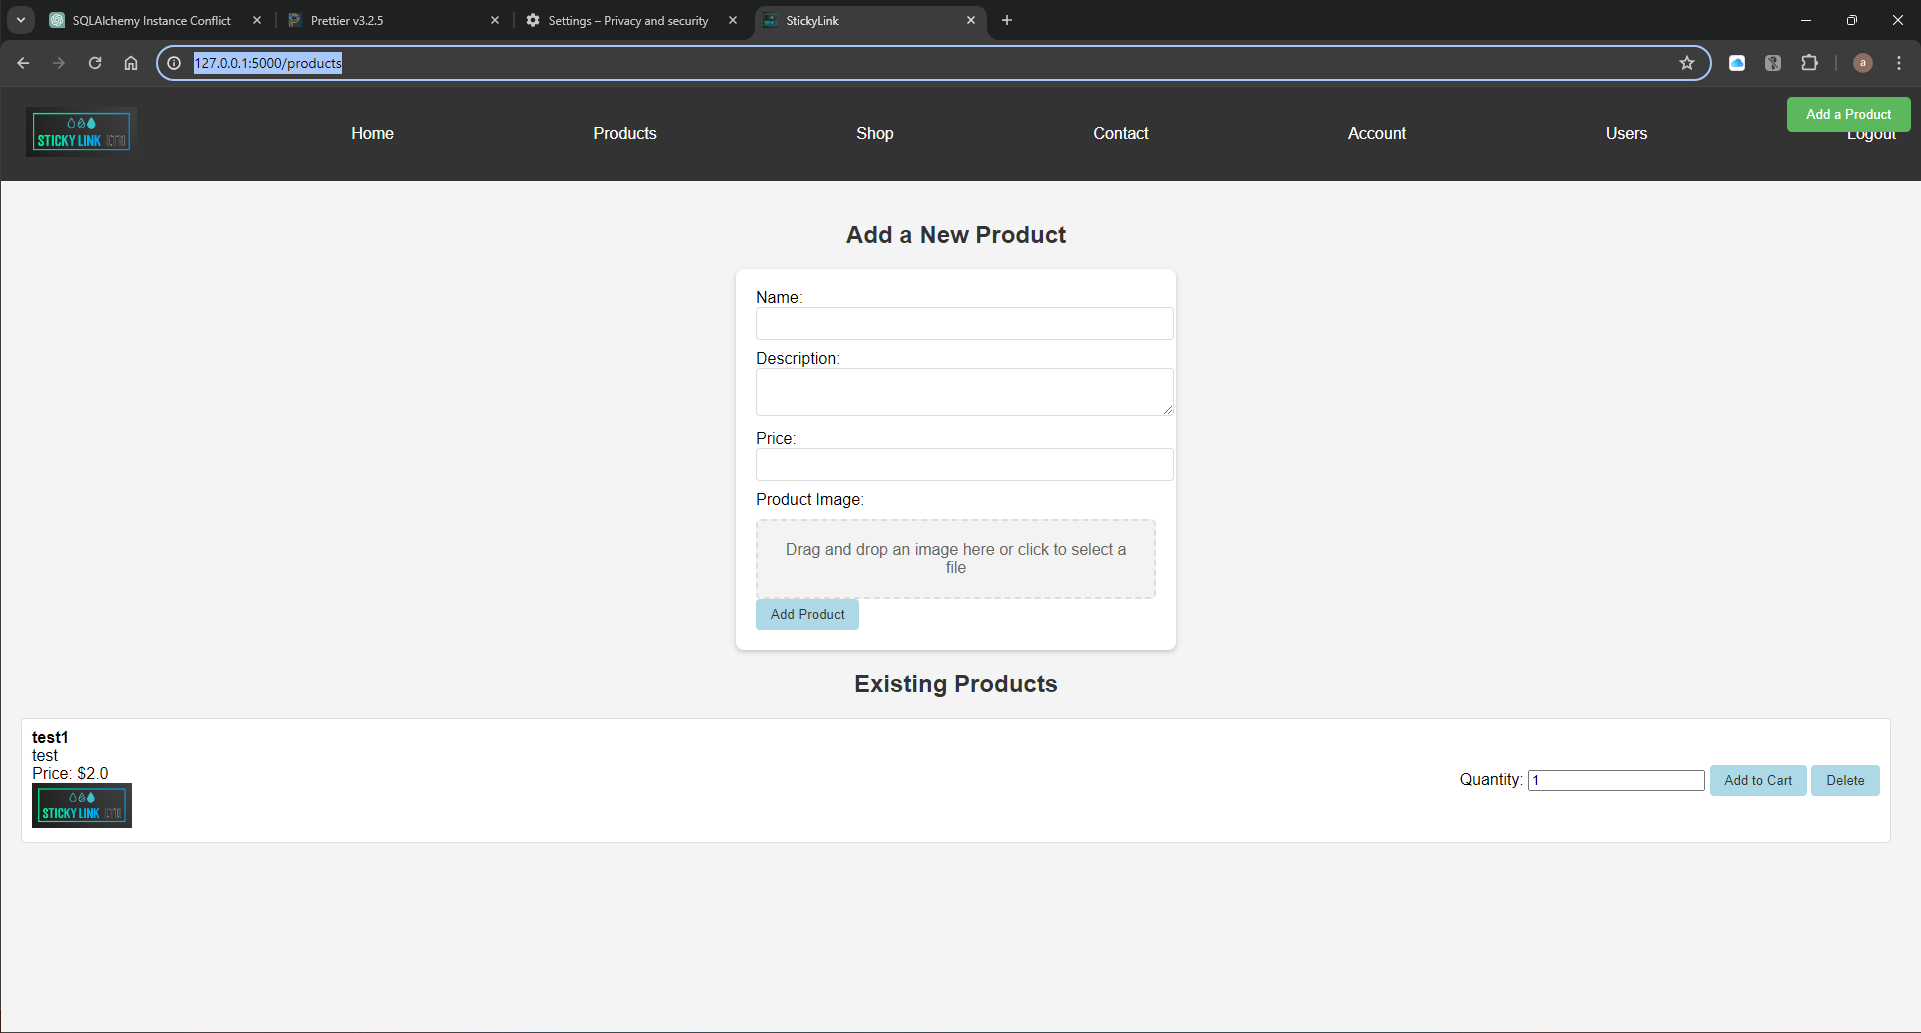 SQLAlchemy Instance Conflict
Prettier v3.2.5
Settings – Privacy and security
StickyLink
127.0.0.1:5000/products
a
STICKY LINK
Home
Products
Shop
Contact
Account
Users
Add a Product
Logout
Add a New Product
Name:
Description:
Price:
Product Image:
Drag and drop an image here or click to select a
file
Add Product
Existing Products
test1
test
Price: $2.0
STICKY LINK
Quantity: 1
Add to Cart
Delete